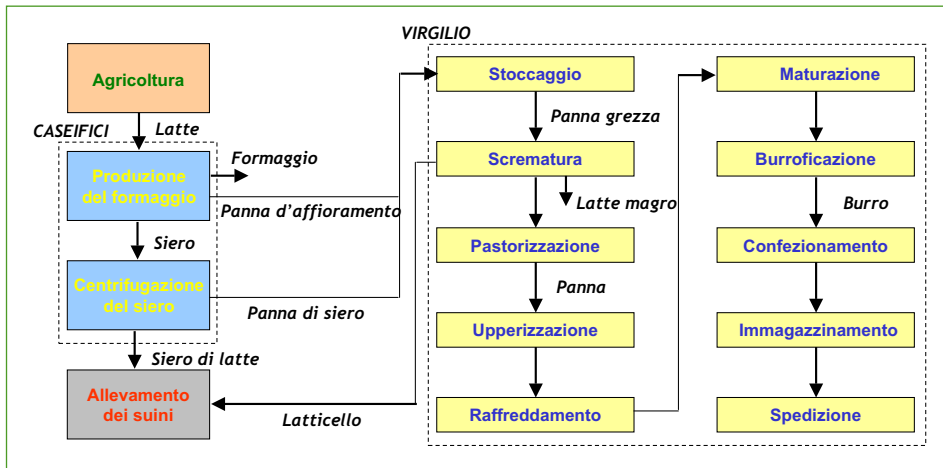 VIRGILIO
Agricoltura
CASEIFICI
Latte
Produzione
del formaggio
Formaggio
Panna d'affioramento
Siero
Centrifugazione
del siero
Panna di siero
Siero di latte
Allevamento
dei suini
Latticello
Stoccaggio
Panna grezza
Scrematura
Latte magro
Pastorizzazione
Panna
Upperizzazione
Raffreddamento
Maturazione
Burroficazione
Burro
Confezionamento
Immagazzinamento
Spedizione